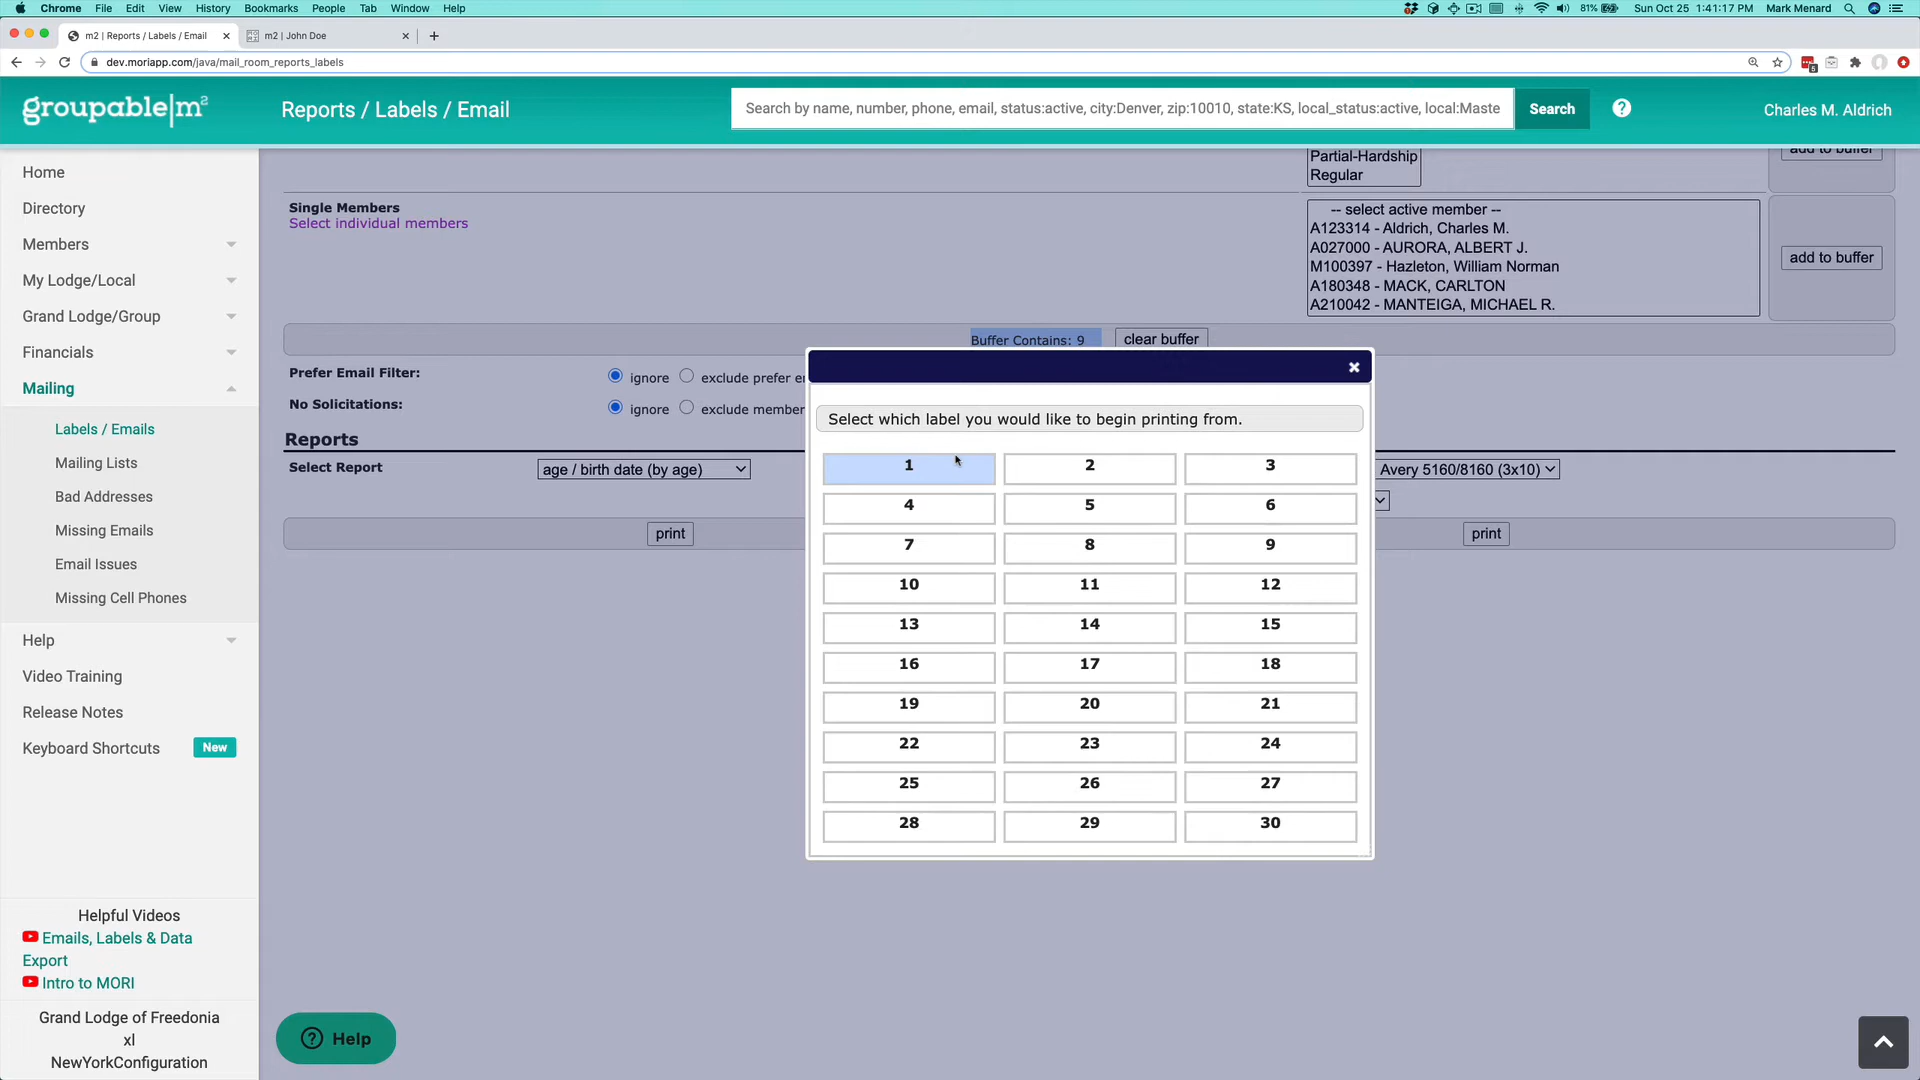 Chrome File Edit View History Bookmarks People Tab Window Help 81% Sun Oct 25 1:41:17 PM Mark Menard
m2 | Reports / Labels / Email m2 | John Doe
dev.moriapp.com/java/mail_room_reports_labels
groupable|m² Reports / Labels / Email Search by name, number, phone, email, status:active, city:Denver, zip:10010, state:KS, local_status:active, local:Maste Search Charles M. Aldrich
Home
Directory
Members
My Lodge/Local
Grand Lodge/Group
Financials
Mailing
Labels / Emails
Mailing Lists
Bad Addresses
Missing Emails
Email Issues
Missing Cell Phones
Help
Video Training
Release Notes
Keyboard Shortcuts New
Helpful Videos
Emails, Labels & Data
Export
Intro to MORI
Grand Lodge of Freedonia
xl
NewYorkConfiguration
Partial-Hardship
Regular
add to buffer
Single Members
Select individual members
-- select active member --
A123314 - Aldrich, Charles M.
A027000 - AURORA, ALBERT J.
M100397 - Hazleton, William Norman
A180348 - MACK, CARLTON
A210042 - MANTEIGA, MICHAEL R.
add to buffer
Buffer Contains: 9 clear buffer
Prefer Email Filter: ignore exclude prefer
No Solicitations: ignore exclude member
Reports
Select Report age / birth date (by age) Avery 5160/8160 (3x10)
print print
Select which label you would like to begin printing from.
1 2 3
4 5 6
7 8 9
10 11 12
13 14 15
16 17 18
19 20 21
22 23 24
25 26 27
28 29 30
? Help